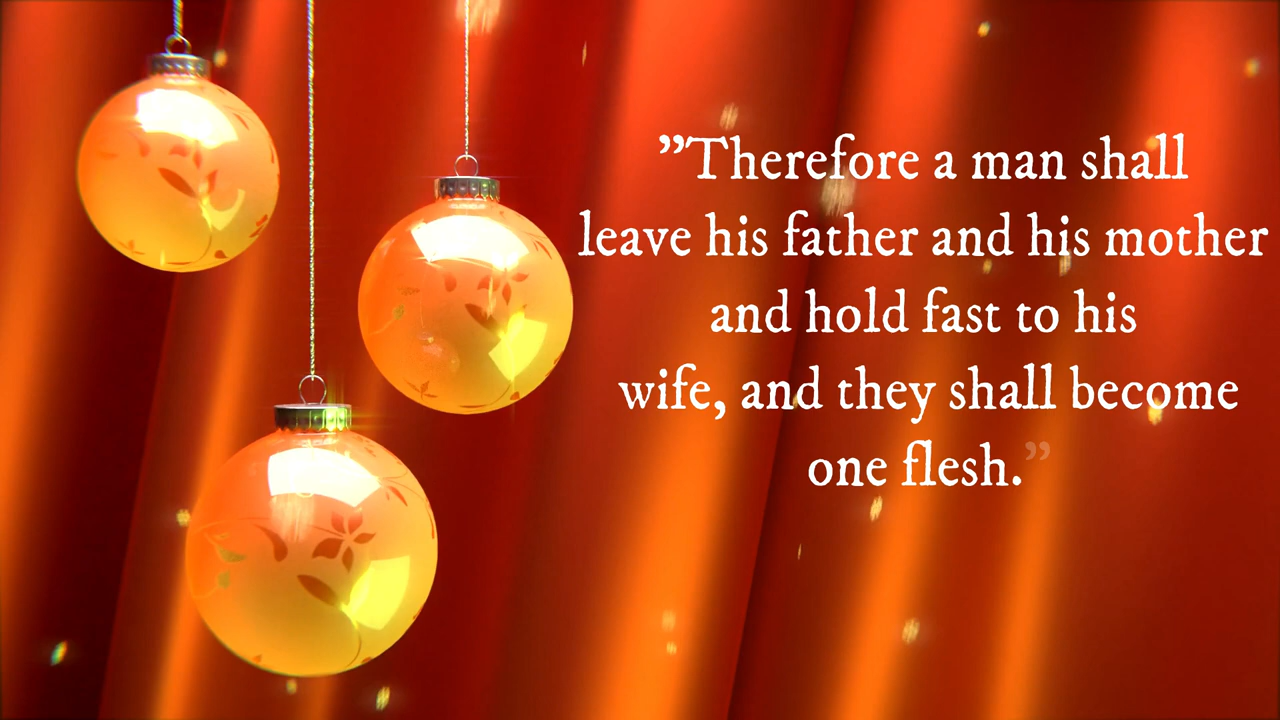 ”Therefore a man shall
leave his father and his mother
and hold fast to his
wife, and they shall become
one flesh.”